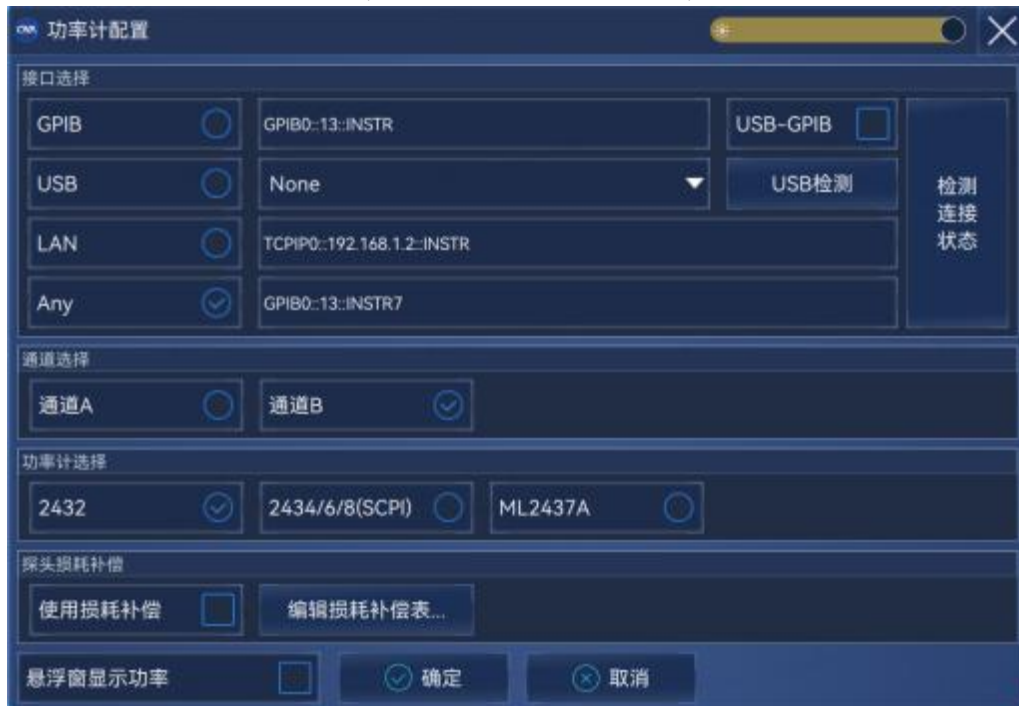 功率计配置
接口选择
GPIB
GPIB0::13::INSTR
USB-GPIB
USB
None
USB检测
检测
连接
状态
LAN
TCPIP0::192.168.1.2::INSTR
Any
GPIB0::13::INSTR7
通道选择
通道A
通道B
功率计选择
2432
2434/6/8(SCPI)
ML2437A
探头损耗补偿
使用损耗补偿
编辑损耗补偿表...
悬浮窗显示功率
确定
取消